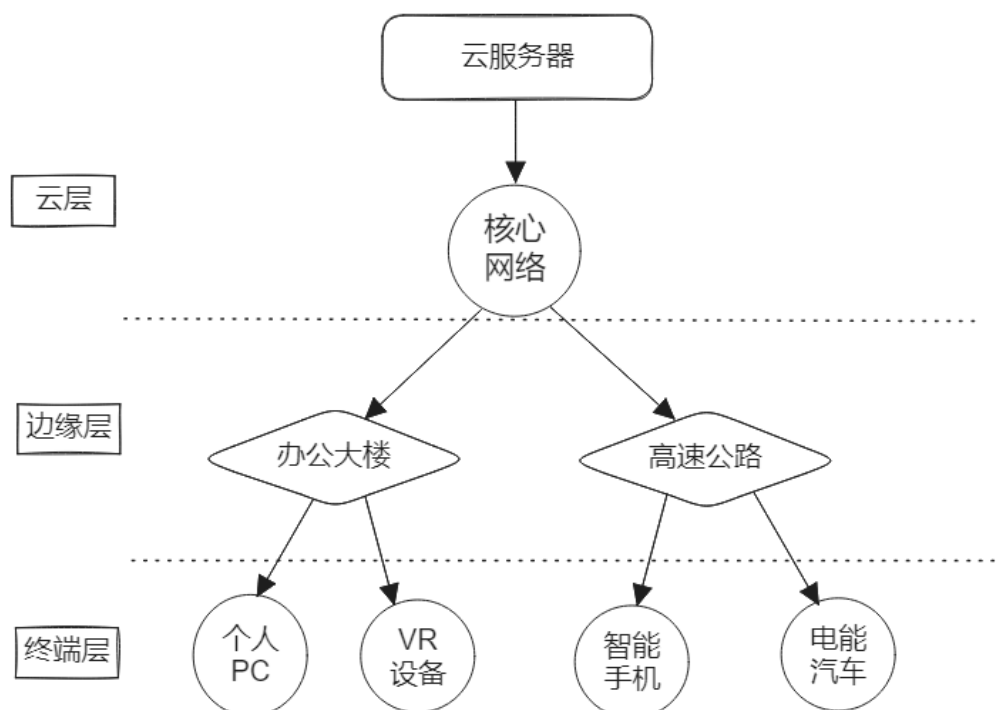 云服务器
云层
核心
网络
边缘层
办公大楼
高速公路
终端层
个人
PC
VR
设备
智能
手机
电能
汽车